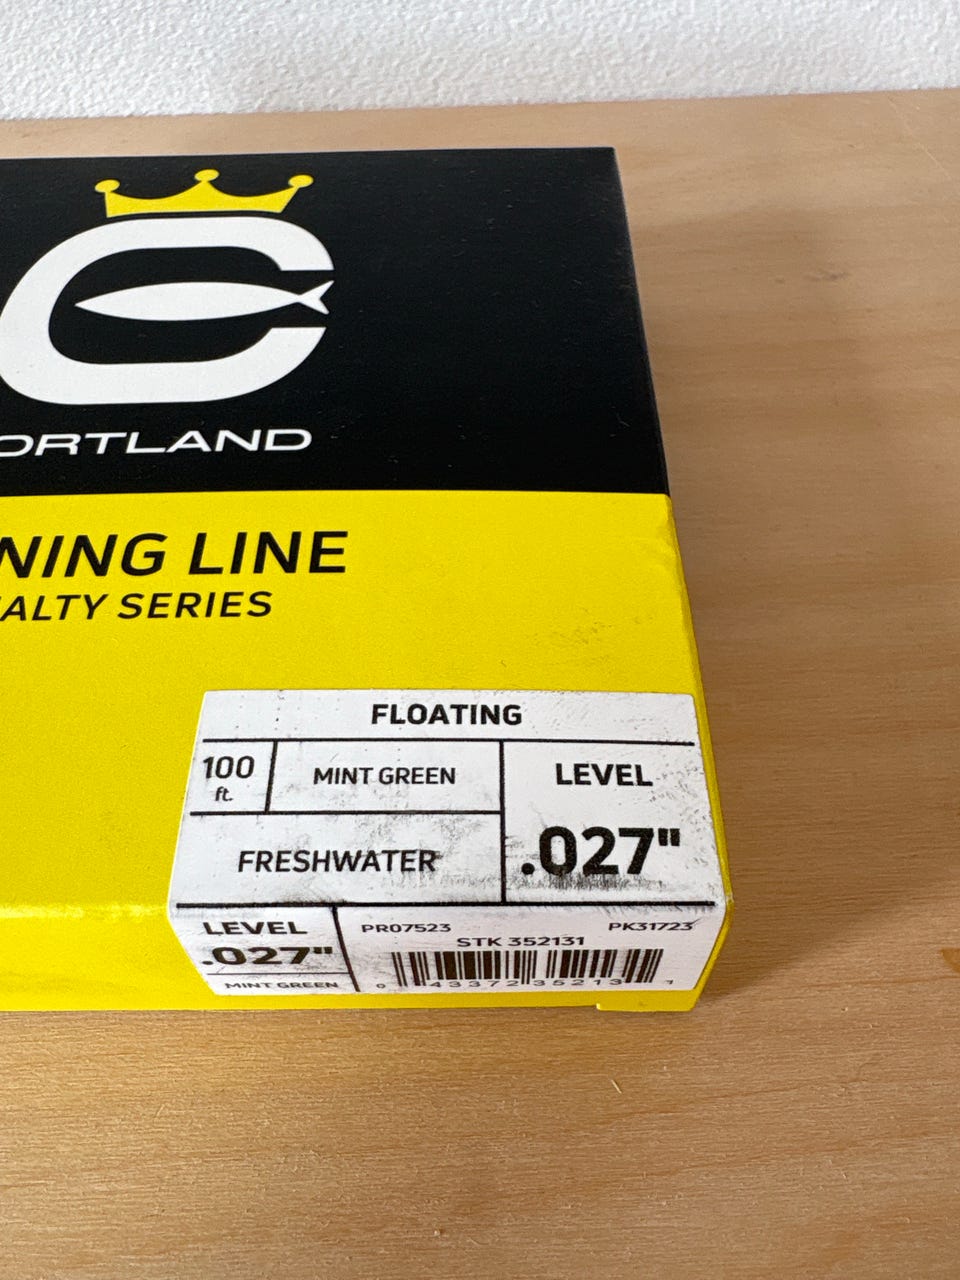 ORTLAND
NING LINE
ALTY SERIES
FLOATING
100 ft.
MINT GREEN
LEVEL
.027"
FRESHWATER
LEVEL
.027"
MINT GREEN
PR07523
PK31723
STK 352131
0 43372 35213 1